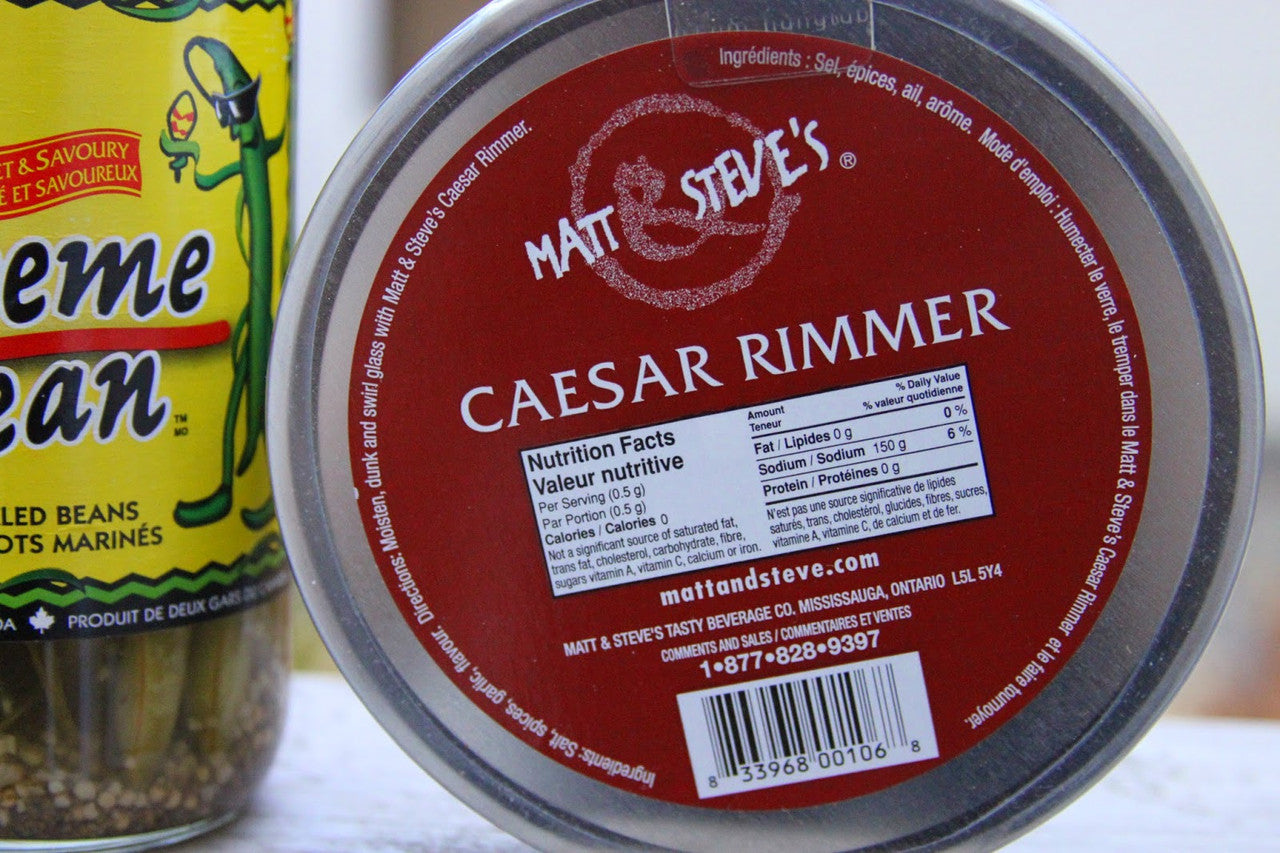 ET & SAVOURY
É ET SAVOUREUX
eme
ean
™
MD
LED BEANS
OTS MARINÉS
DA PRODUIT DE DEUX GARS DU
Ingrédients : Sel, épices, ail, arôme. Mode d'emploi : Humecter le verre, le tremper dans le Matt & Steve's Caesar Rimmer et le faire tournoyer.
Ingredients: Salt, spices, garlic, flavour. Directions: Moisten, dunk and swirl glass with Matt & Steve's Caesar Rimmer.
MATT & STEVE'S ®
CAESAR RIMMER
Nutrition Facts
Valeur nutritive
Per Serving (0.5 g)
Par Portion (0.5 g)
Calories / Calories 0
Not a significant source of saturated fat,
trans fat, cholesterol, carbohydrate, fibre,
sugars vitamin A, vitamin C, calcium or iron.
Amount % Daily Value
Teneur % valeur quotidienne
Fat / Lipides 0 g 0 %
Sodium / Sodium 150 g 6 %
Protein / Protéines 0 g
N'est pas une source significative de lipides
saturés, trans, cholestérol, glucides, fibres, sucres,
vitamine A, vitamine C, de calcium et de fer.
mattandsteve.com
MATT & STEVE'S TASTY BEVERAGE CO. MISSISSAUGA, ONTARIO L5L 5Y4
COMMENTS AND SALES / COMMENTAIRES ET VENTES
1•877•828•9397
8 33968 00106 8